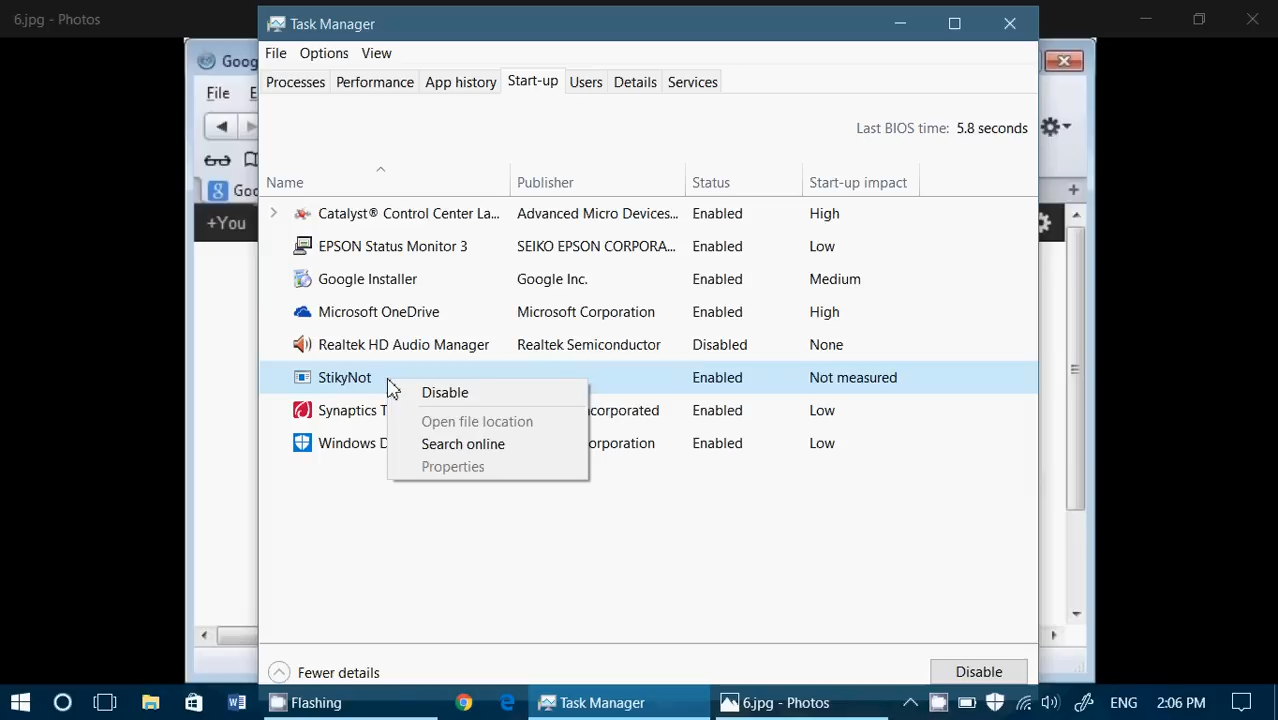 6.jpg - Photos
Task Manager
File Options View
Goo
File E
Processes Performance App history Start-up Users Details Services
Last BIOS time: 5.8 seconds
Name Publisher Status Start-up impact
Goo
+You
Catalyst® Control Center La... Advanced Micro Devices... Enabled High
EPSON Status Monitor 3 SEIKO EPSON CORPORA... Enabled Low
Google Installer Google Inc. Enabled Medium
Microsoft OneDrive Microsoft Corporation Enabled High
Realtek HD Audio Manager Realtek Semiconductor Disabled None
StikyNot Enabled Not measured
Disable
Synaptics T ncorporated Enabled Low
Open file location
Windows D orporation Enabled Low
Search online
Properties
Fewer details Disable
Flashing Task Manager 6.jpg - Photos ENG 2:06 PM